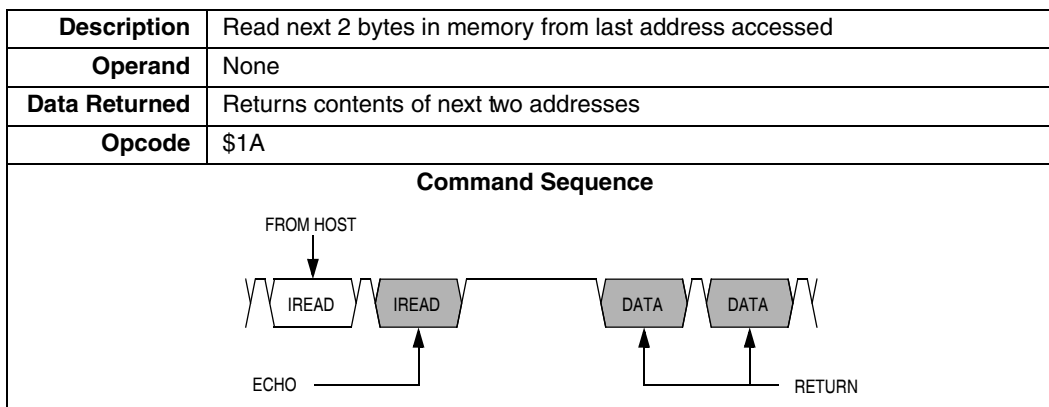 Description Read next 2 bytes in memory from last address accessed
Operand None
Data Returned Returns contents of next two addresses
Opcode $1A
Command Sequence
FROM HOST
IREAD IREAD DATA DATA
ECHO RETURN